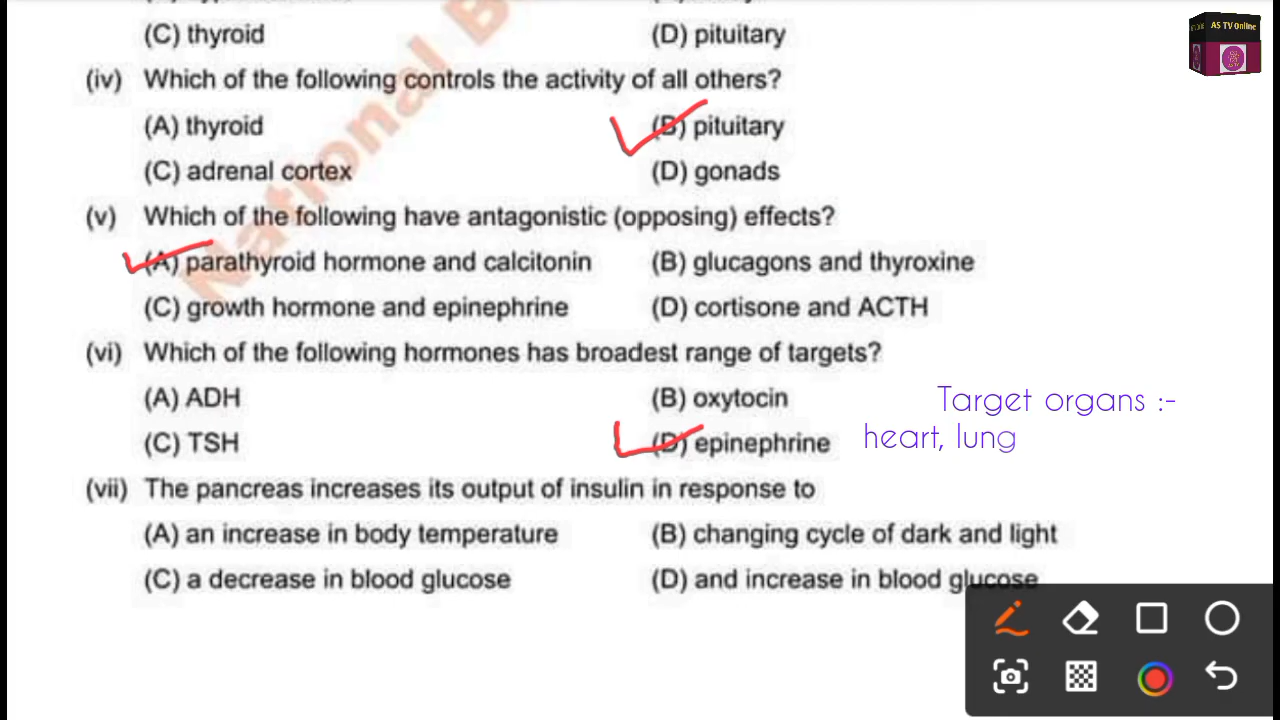 AS TV Online
(C) thyroid (D) pituitary
(iv) Which of the following controls the activity of all others?
(A) thyroid (B) pituitary
(C) adrenal cortex (D) gonads
(v) Which of the following have antagonistic (opposing) effects?
(A) parathyroid hormone and calcitonin (B) glucagons and thyroxine
(C) growth hormone and epinephrine (D) cortisone and ACTH
(vi) Which of the following hormones has broadest range of targets?
(A) ADH (B) oxytocin
Target organs :-
(C) TSH (D) epinephrine
heart, lung
(vii) The pancreas increases its output of insulin in response to
(A) an increase in body temperature (B) changing cycle of dark and light
(C) a decrease in blood glucose (D) and increase in blood glucose
National B